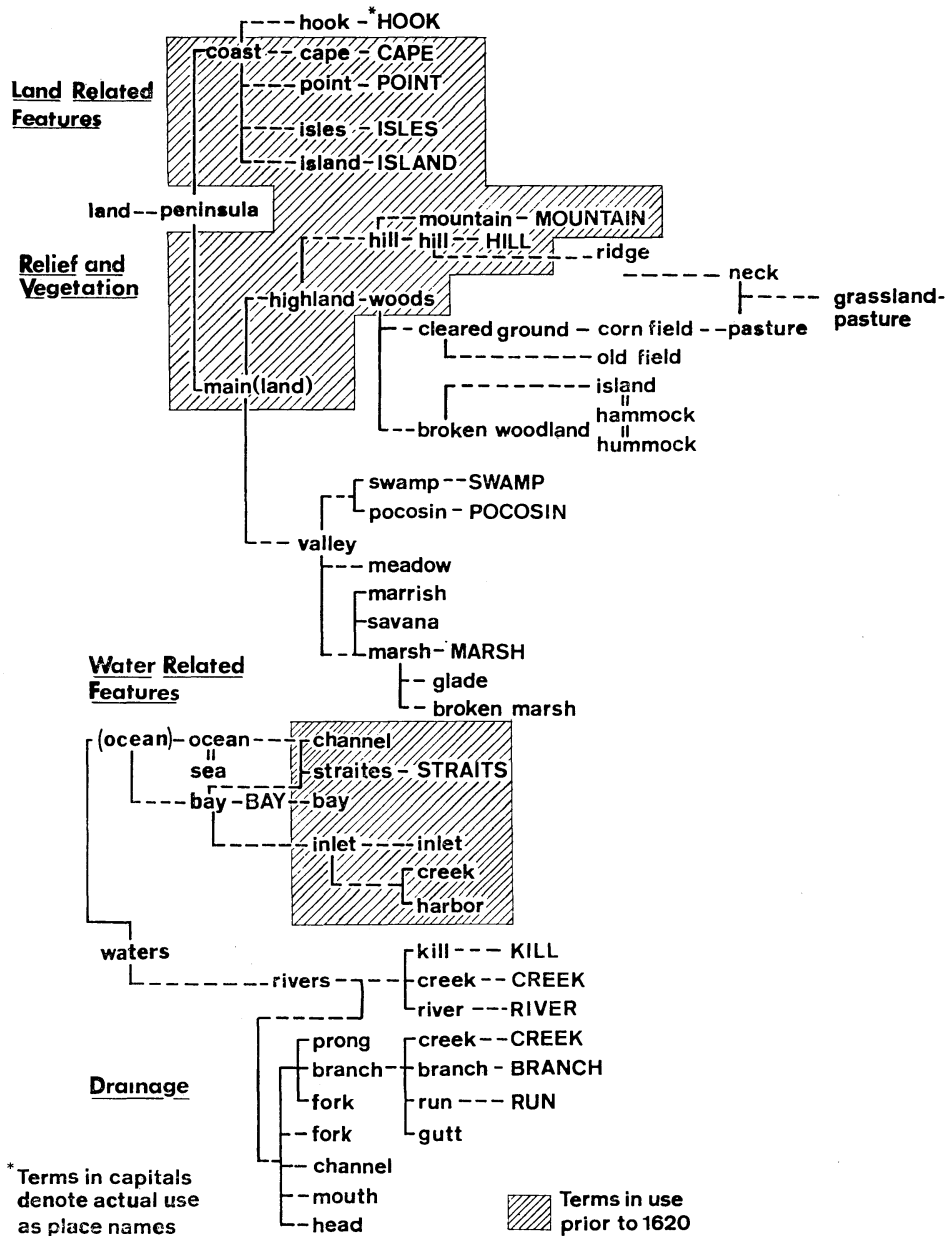 hook - *HOOK
coast -- cape - CAPE
Land Related
Features
point - POINT
isles - ISLES
island - ISLAND
land -- peninsula
mountain - MOUNTAIN
hill - hill -- HILL
ridge
Relief and
Vegetation
neck
highland - woods
grassland-
pasture
cleared ground - corn field -- pasture
old field
main(land)
island
=
hammock
=
hummock
broken woodland
swamp -- SWAMP
pocosin - POCOSIN
valley
meadow
marrish
savana
marsh - MARSH
glade
broken marsh
Water Related
Features
(ocean) - ocean -- channel
=
sea
straites - STRAITS
bay - BAY -- bay
inlet ---- inlet
creek
harbor
waters
kill --- KILL
rivers ---- creek -- CREEK
river --- RIVER
prong
creek -- CREEK
branch -- branch - BRANCH
Drainage
fork
run --- RUN
fork
gutt
channel
mouth
head
*Terms in capitals
denote actual use
as place names
Terms in use
prior to 1620